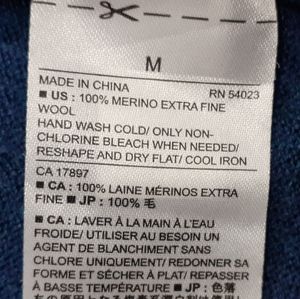 M
MADE IN CHINA RN 54023
■ US : 100% MERINO EXTRA FINE
WOOL
HAND WASH COLD/ ONLY NON-
CHLORINE BLEACH WHEN NEEDED/
RESHAPE AND DRY FLAT/ COOL IRON
CA 17897
■ CA : 100% LAINE MÉRINOS EXTRA
FINE ■ JP : 100% 毛
■ CA : LAVER À LA MAIN À L'EAU
FROIDE/ UTILISER AU BESOIN UN
AGENT DE BLANCHIMENT SANS
CHLORE UNIQUEMENT/ REDONNER SA
FORME ET SÉCHER À PLAT/ REPASSER
À BASSE TEMPÉRATURE ■ JP : 色落